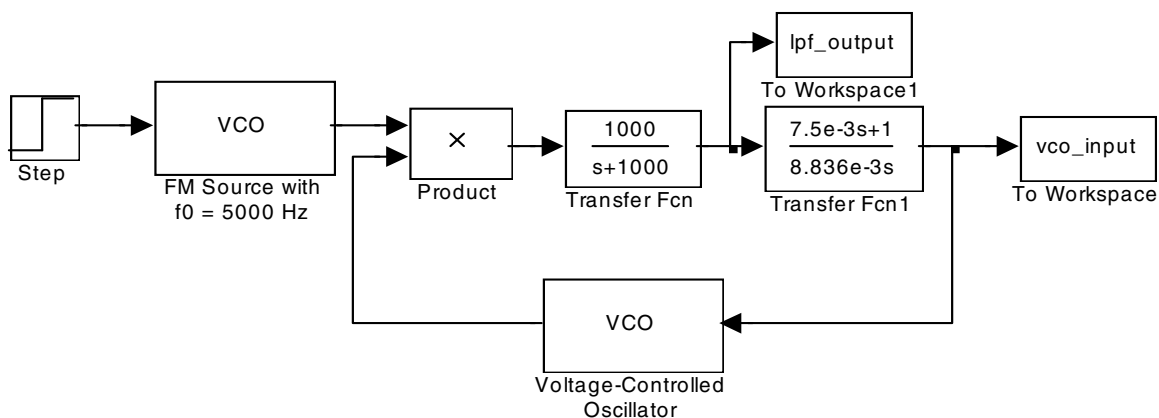 lpf_output
To Workspace1
Step
VCO
FM Source with
f0 = 5000 Hz
×
Product
1000
s+1000
Transfer Fcn
7.5e-3s+1
8.836e-3s
Transfer Fcn1
vco_input
To Workspace
VCO
Voltage-Controlled
Oscillator